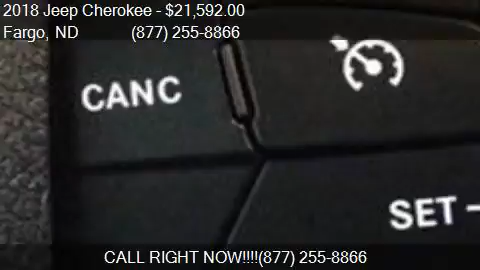 2018 Jeep Cherokee - $21,592.00
Fargo, ND (877) 255-8866
CANC
SET -
CALL RIGHT NOW!!!!(877) 255-8866